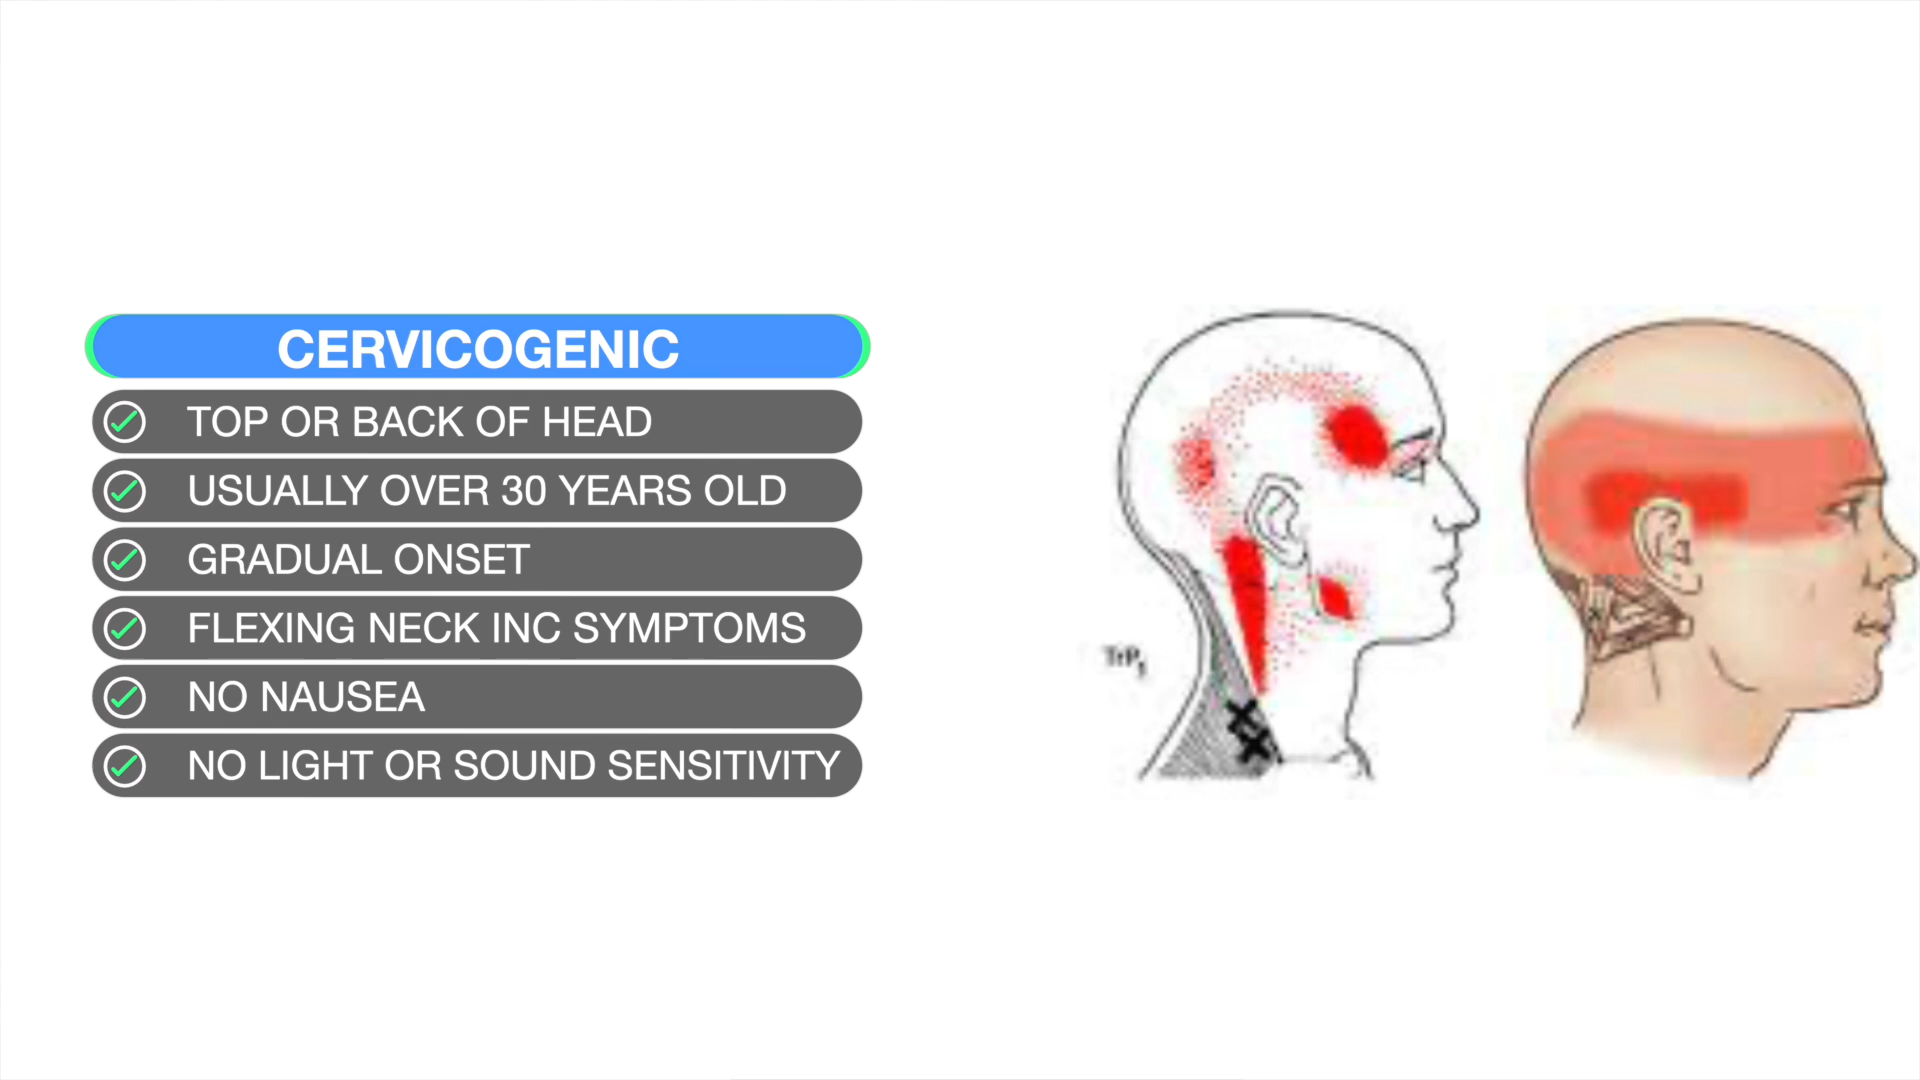 CERVICOGENIC
TOP OR BACK OF HEAD
USUALLY OVER 30 YEARS OLD
GRADUAL ONSET
FLEXING NECK INC SYMPTOMS
NO NAUSEA
NO LIGHT OR SOUND SENSITIVITY
TrP₁